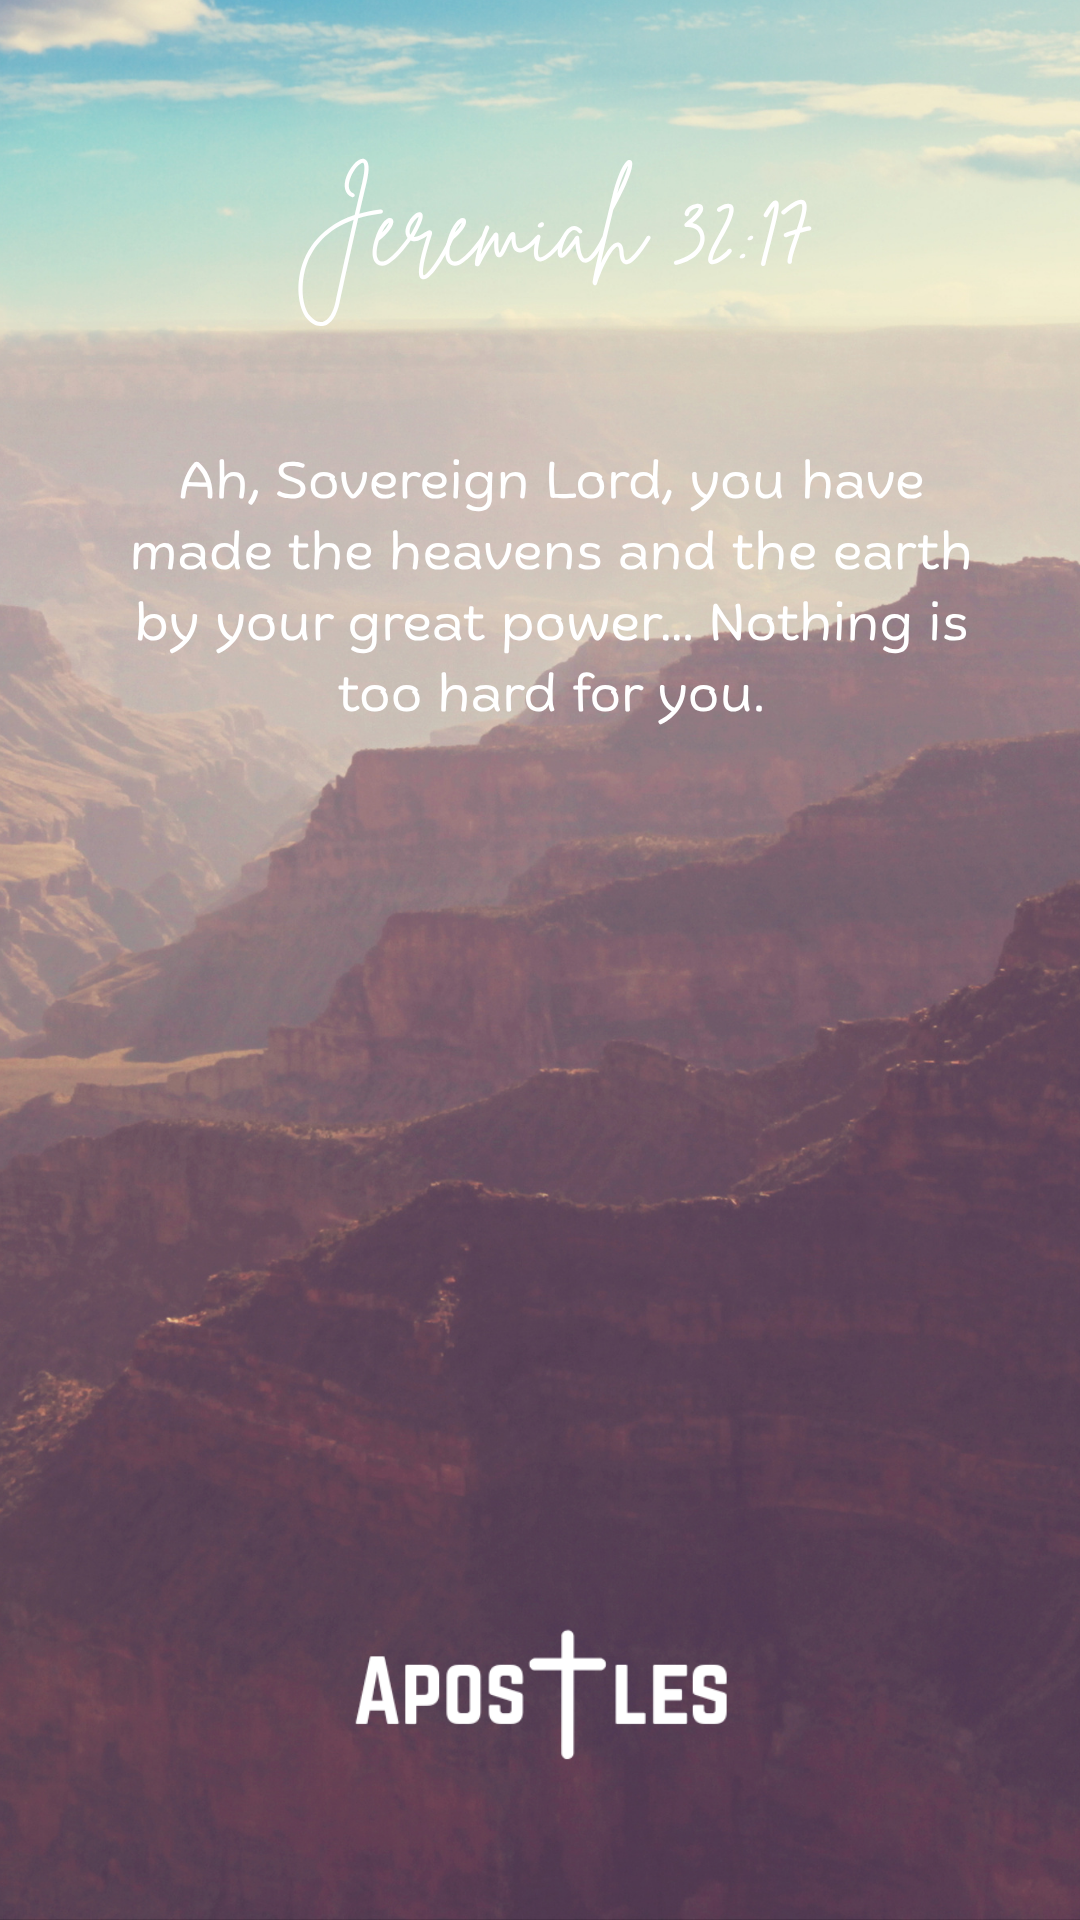 Jeremiah 32:17
Ah, Sovereign Lord, you have
made the heavens and the earth
by your great power... Nothing is
too hard for you.
APOSTLES